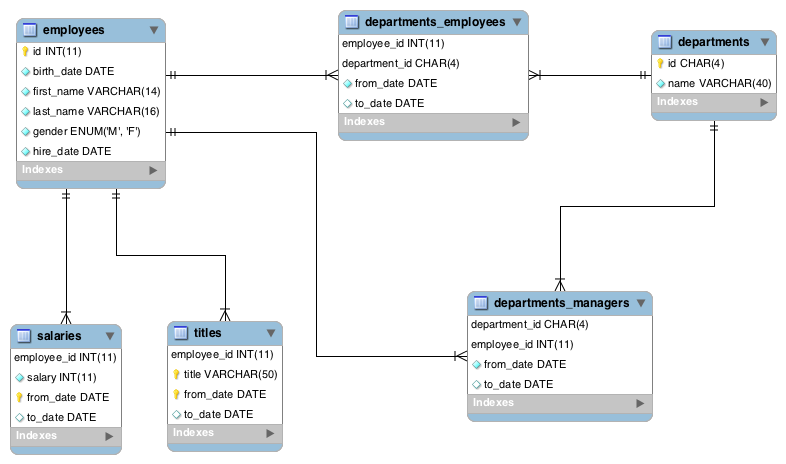 employees
id INT(11)
birth_date DATE
first_name VARCHAR(14)
last_name VARCHAR(16)
gender ENUM('M', 'F')
hire_date DATE
Indexes
departments_employees
employee_id INT(11)
department_id CHAR(4)
from_date DATE
to_date DATE
Indexes
departments
id CHAR(4)
name VARCHAR(40)
Indexes
salaries
employee_id INT(11)
salary INT(11)
from_date DATE
to_date DATE
Indexes
titles
employee_id INT(11)
title VARCHAR(50)
from_date DATE
to_date DATE
Indexes
departments_managers
department_id CHAR(4)
employee_id INT(11)
from_date DATE
to_date DATE
Indexes